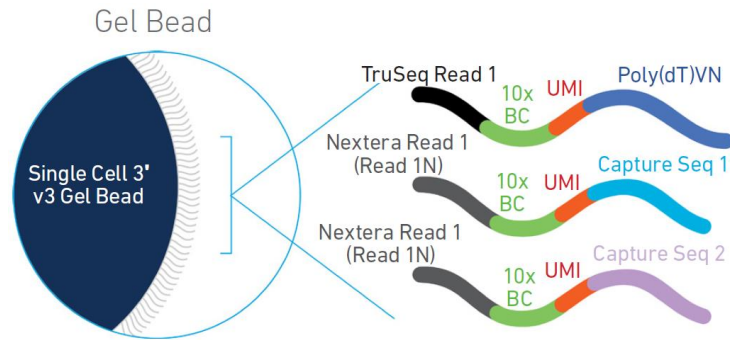 Gel Bead
Single Cell 3'
v3 Gel Bead
TruSeq Read 1
10x
BC
UMI
Poly(dT)VN
Nextera Read 1
(Read 1N)
10x
BC
UMI
Capture Seq 1
Nextera Read 1
(Read 1N)
10x
BC
UMI
Capture Seq 2